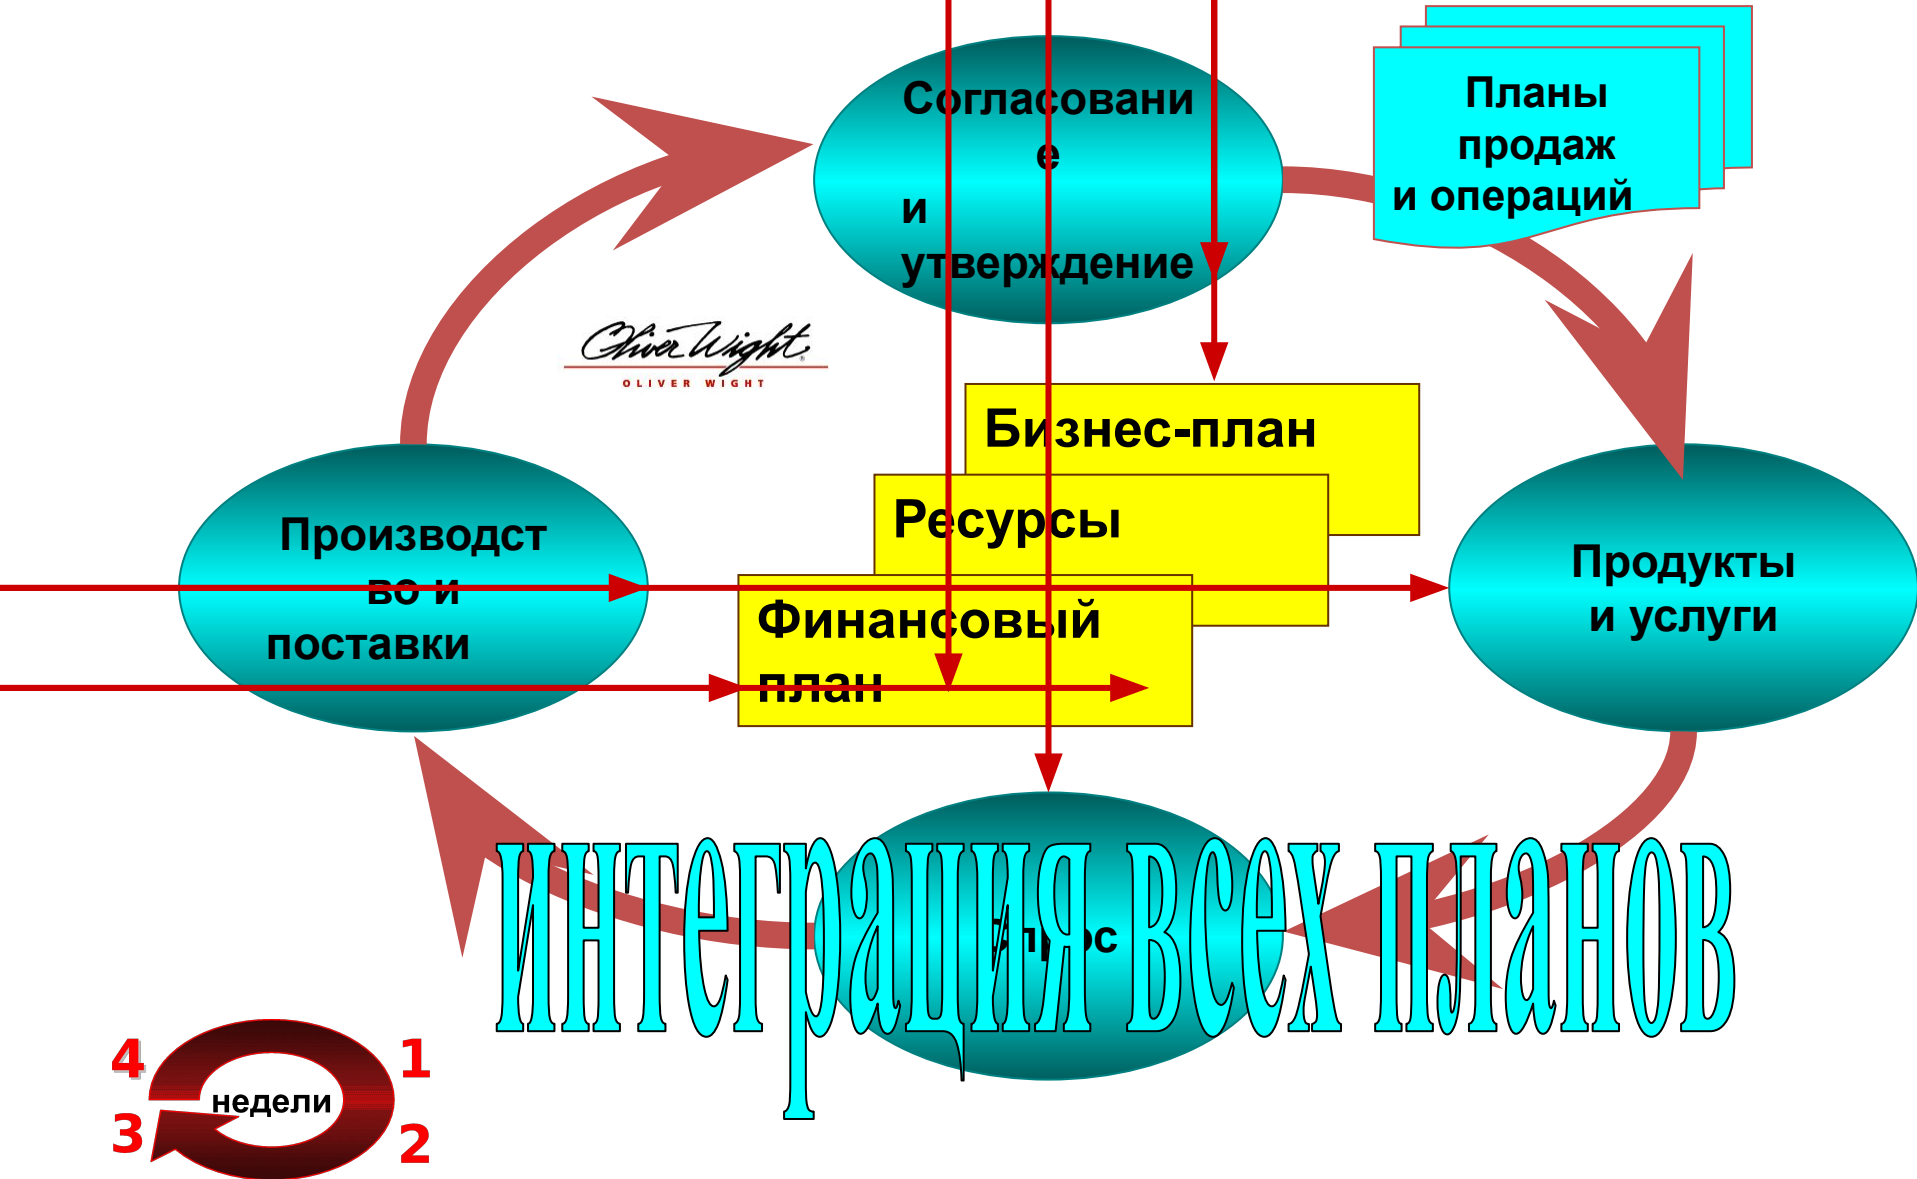 Согласовани
е
и
утверждение
Планы
продаж
и операций
Oliver Wight
OLIVER WIGHT
Бизнес-план
Ресурсы
Финансовый
план
Производст
во и
поставки
Продукты
и услуги
Спрос
интеграция всех планов
4
1
недели
3
2